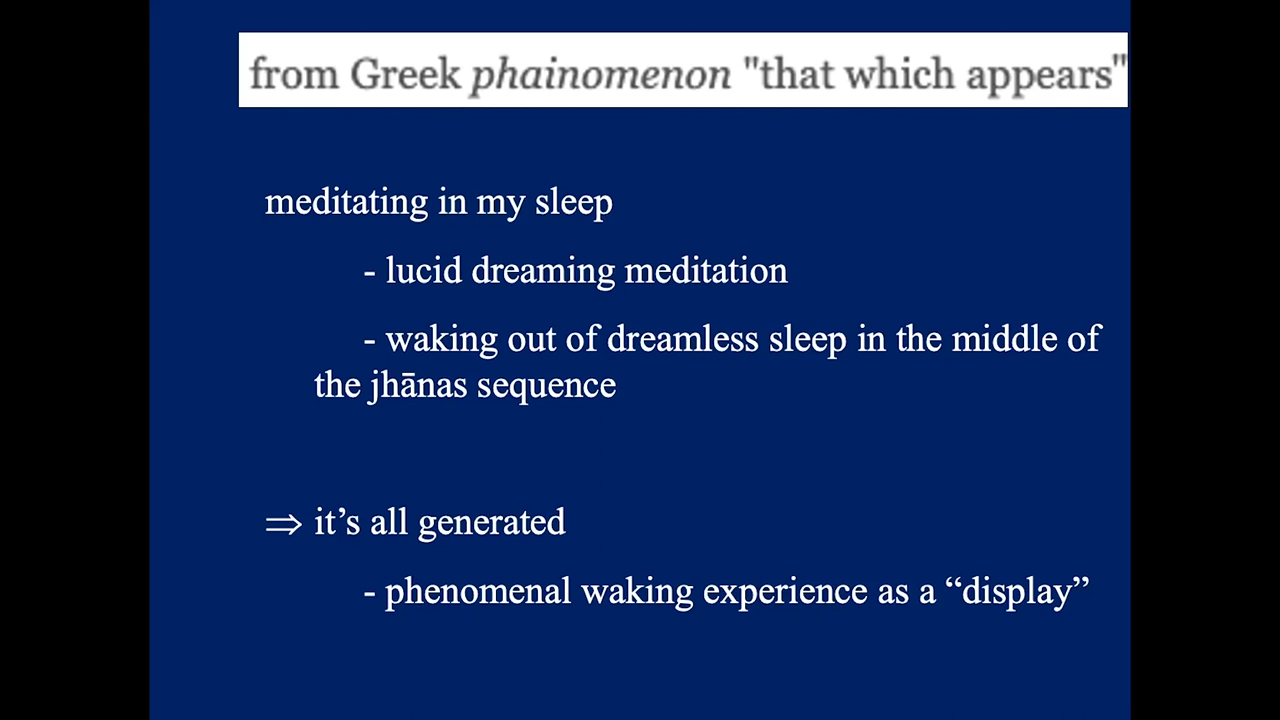 from Greek phainomenon "that which appears"
meditating in my sleep
- lucid dreaming meditation
- waking out of dreamless sleep in the middle of
the jhānas sequence
⇒ it’s all generated
- phenomenal waking experience as a “display”